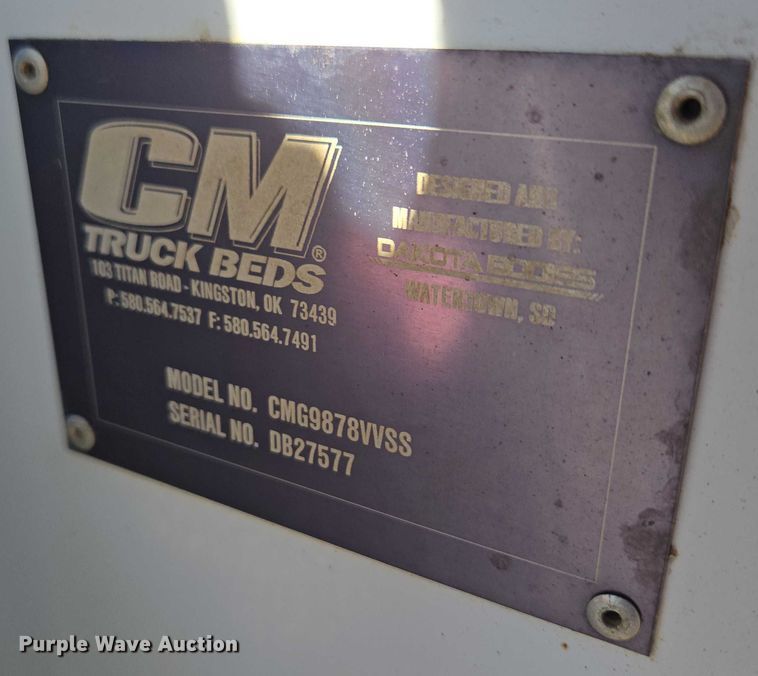 CM
TRUCK BEDS®
103 TITAN ROAD - KINGSTON, OK 73439
P: 580.564.7537 F: 580.564.7491
DESIGNED AND
MANUFACTURED BY:
DAKOTA BODIES
WATERTOWN, SD
MODEL NO. CMG9878VVSS
SERIAL NO. DB27577
Purple Wave Auction